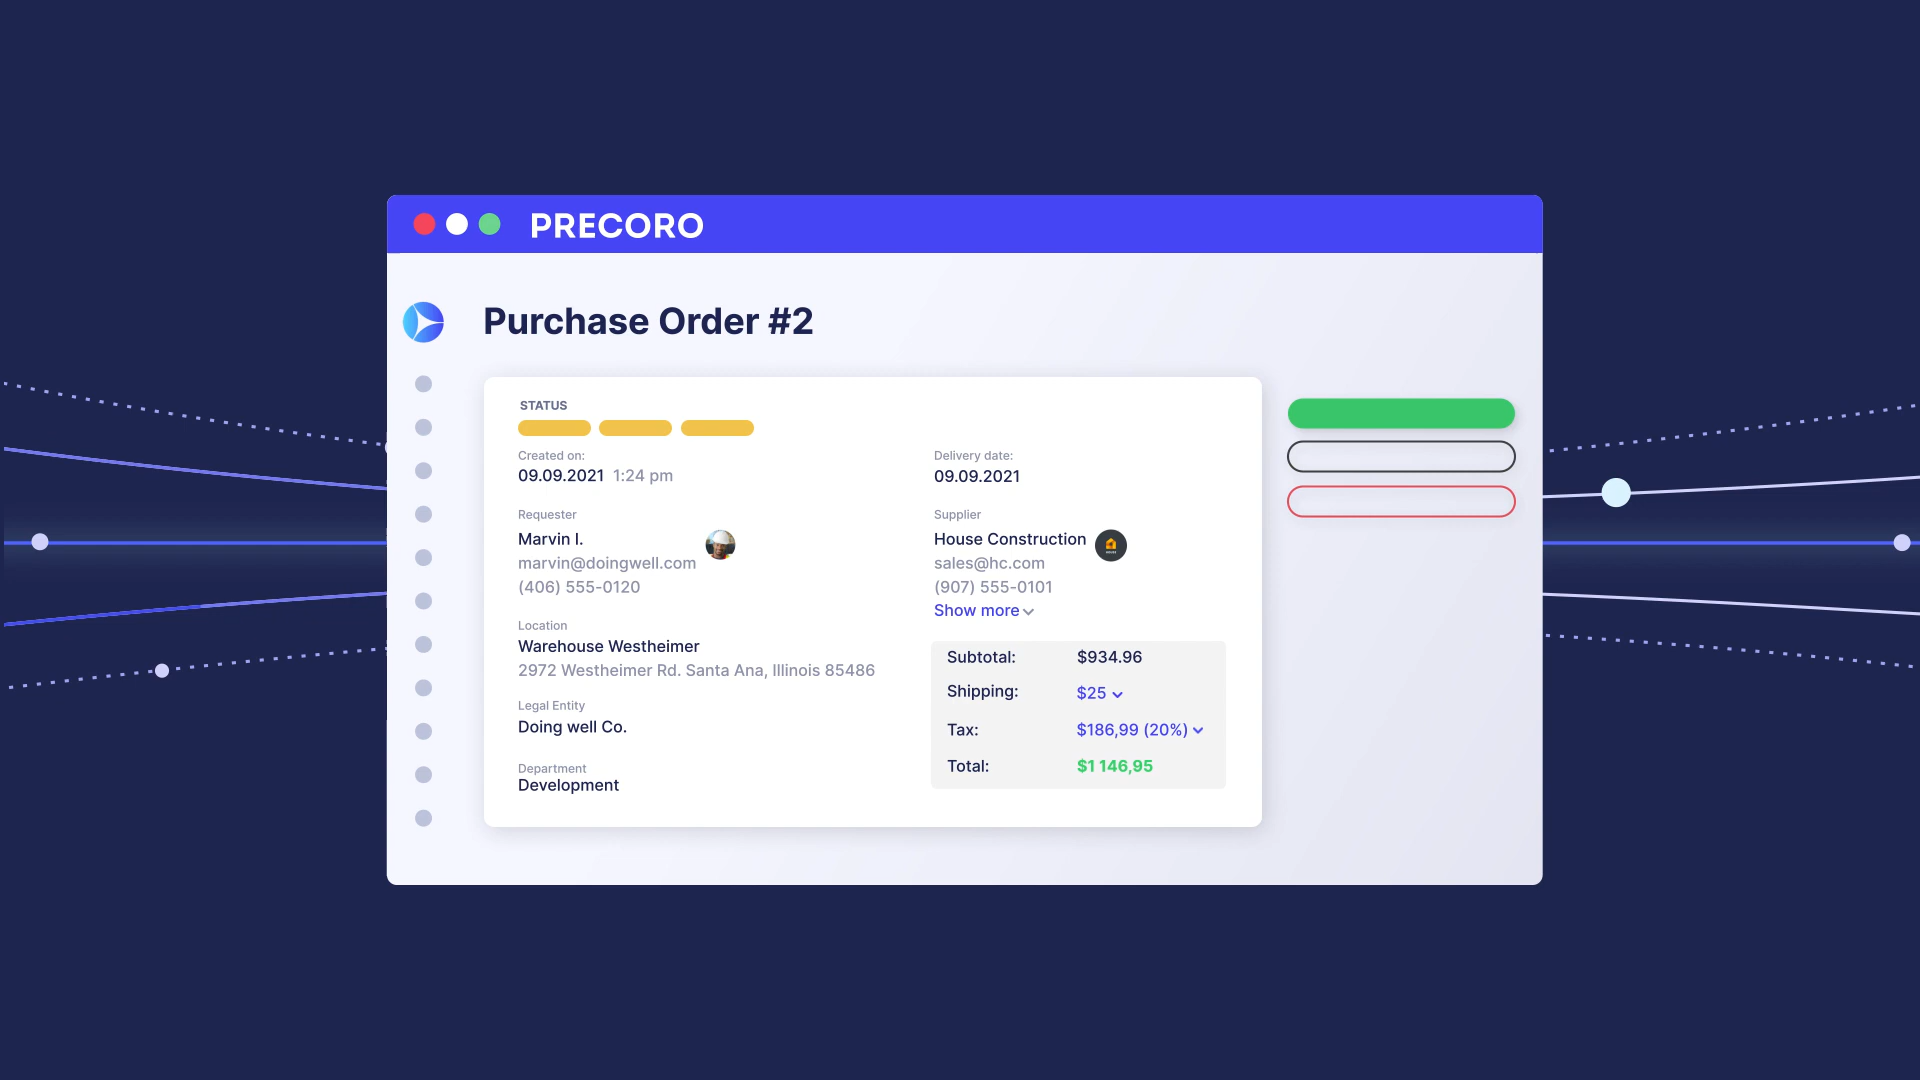 PRECORO
Purchase Order #2
STATUS
Created on:
09.09.2021 1:24 pm
Delivery date:
09.09.2021
Requester
Marvin I.
marvin@doingwell.com
(406) 555-0120
Supplier
House Construction
sales@hc.com
(907) 555-0101
Show more
Location
Warehouse Westheimer
2972 Westheimer Rd. Santa Ana, Illinois 85486
Legal Entity
Doing well Co.
Department
Development
Subtotal: $934.96
Shipping: $25
Tax: $186,99 (20%)
Total: $1 146,95